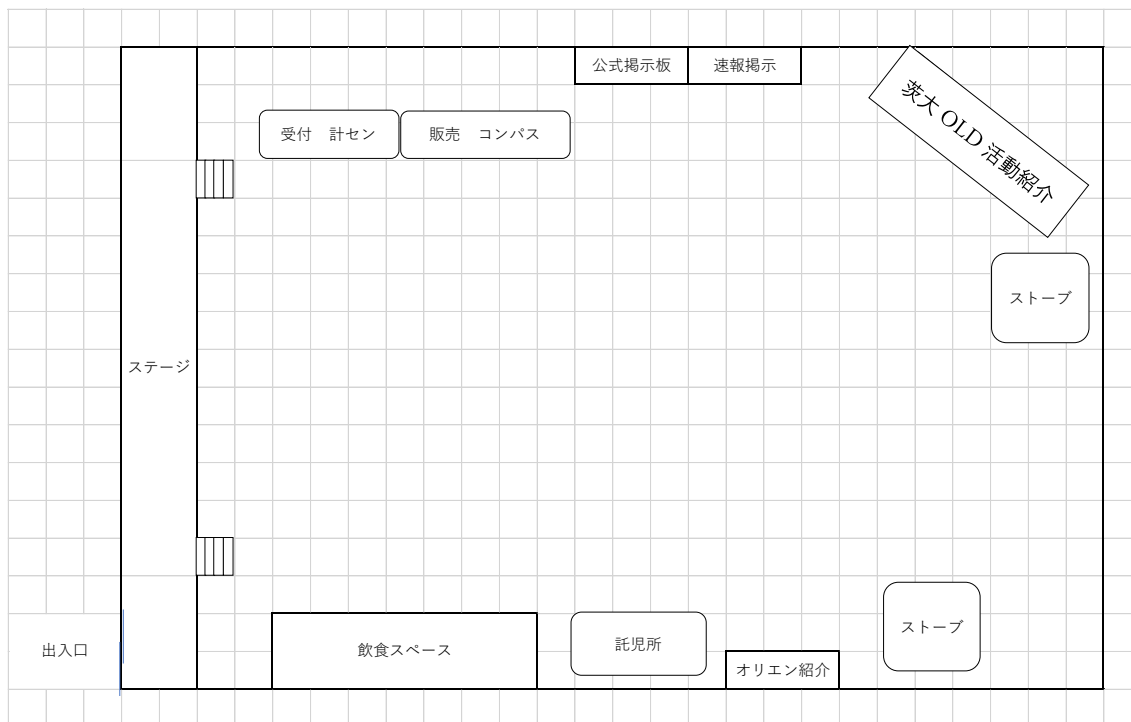 公式掲示板
速報掲示
茨大 OLD 活動紹介
受付　計セン
販売　コンパス
ストーブ
ステージ
ストーブ
出入口
飲食スペース
託児所
オリエン紹介